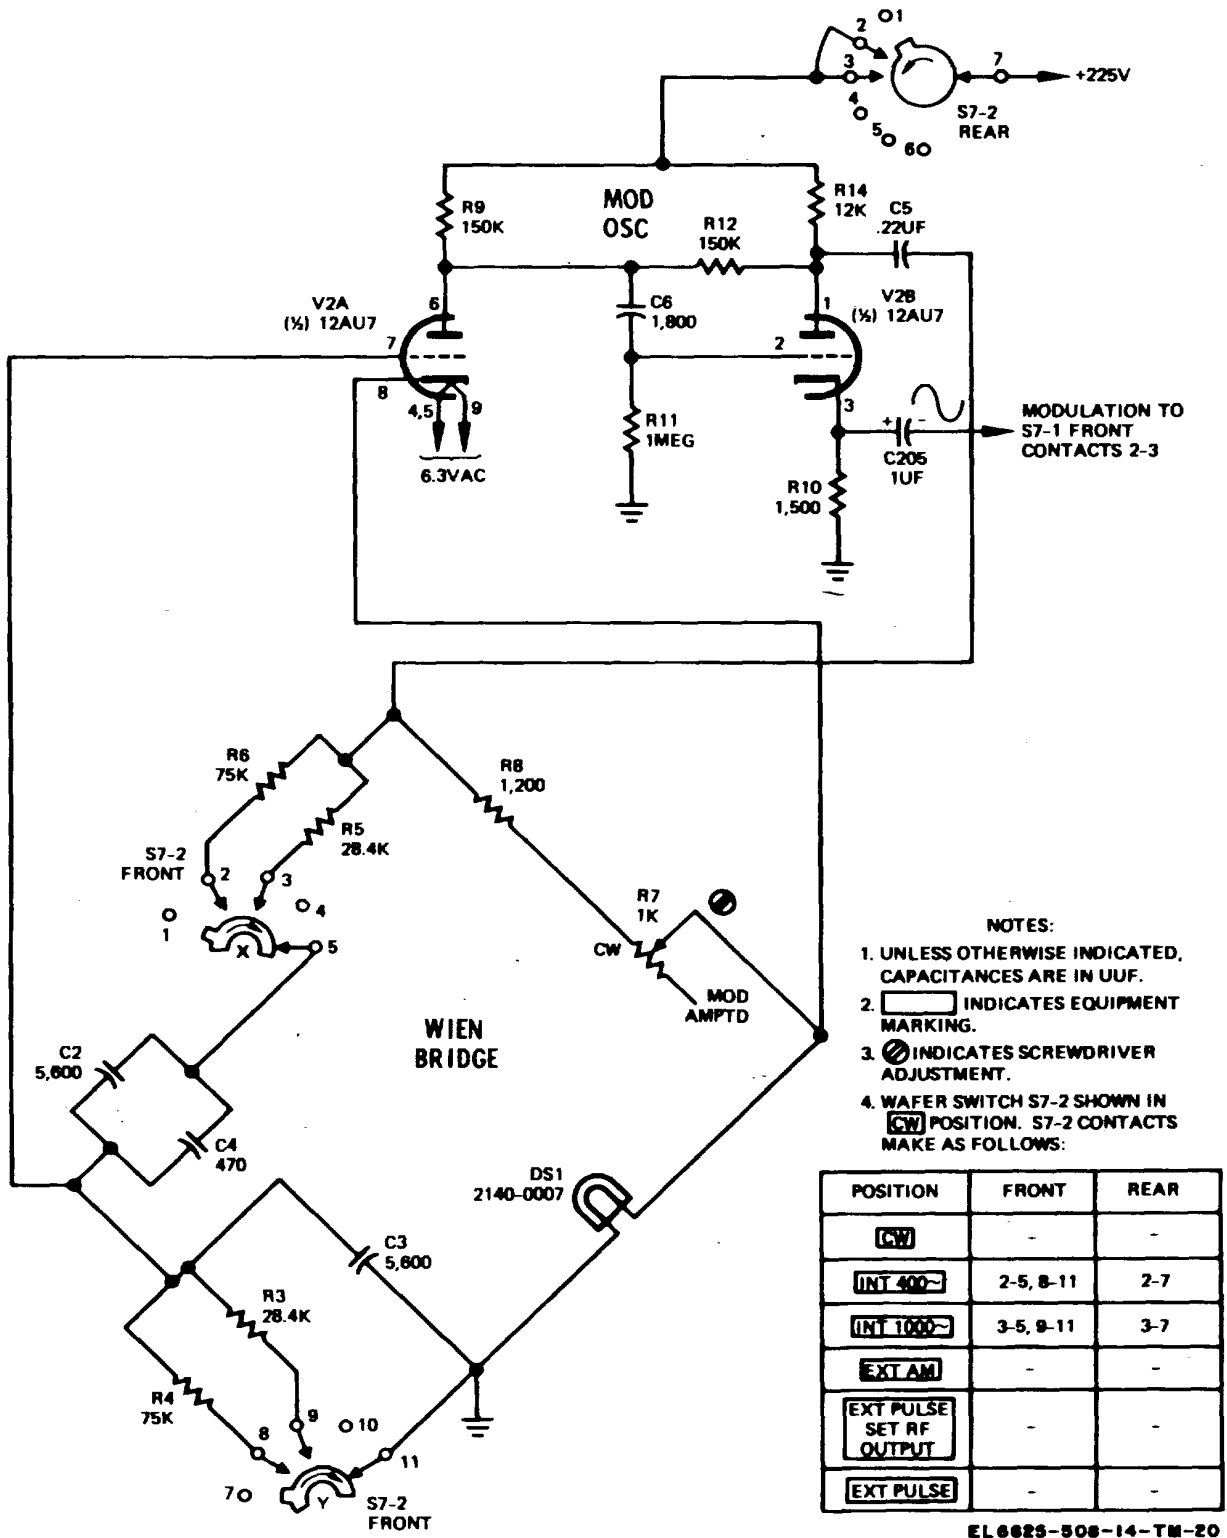 1
2
3
7
+225V
4
5
6
S7-2
REAR
R9
150K
MOD
OSC
R12
150K
R14
12K
C5
.22UF
V2A
(½) 12AU7
6
7
8
4,5
9
6.3VAC
C6
1,800
R11
1MEG
1
2
3
V2B
(½) 12AU7
+
-
C205
1UF
R10
1,500
MODULATION TO
S7-1 FRONT
CONTACTS 2-3
R6
75K
R5
28.4K
R8
1,200
S7-2
FRONT
2
3
4
1
X
5
R7
1K
CW
MOD
AMPTD
C2
5,600
C4
470
WIEN
BRIDGE
DS1
2140-0007
C3
5,600
R3
28.4K
R4
75K
8
9
10
11
7
Y
S7-2
FRONT
NOTES:
1. UNLESS OTHERWISE INDICATED,
CAPACITANCES ARE IN UUF.
2. INDICATES EQUIPMENT
MARKING.
3. INDICATES SCREWDRIVER
ADJUSTMENT.
4. WAFER SWITCH S7-2 SHOWN IN
CW POSITION. S7-2 CONTACTS
MAKE AS FOLLOWS:
POSITION FRONT REAR
CW - -
INT 400~ 2-5, 8-11 2-7
INT 1000~ 3-5, 9-11 3-7
EXT AM - -
EXT PULSE
SET RF
OUTPUT - -
EXT PULSE - -
EL6625-508-14-TM-20